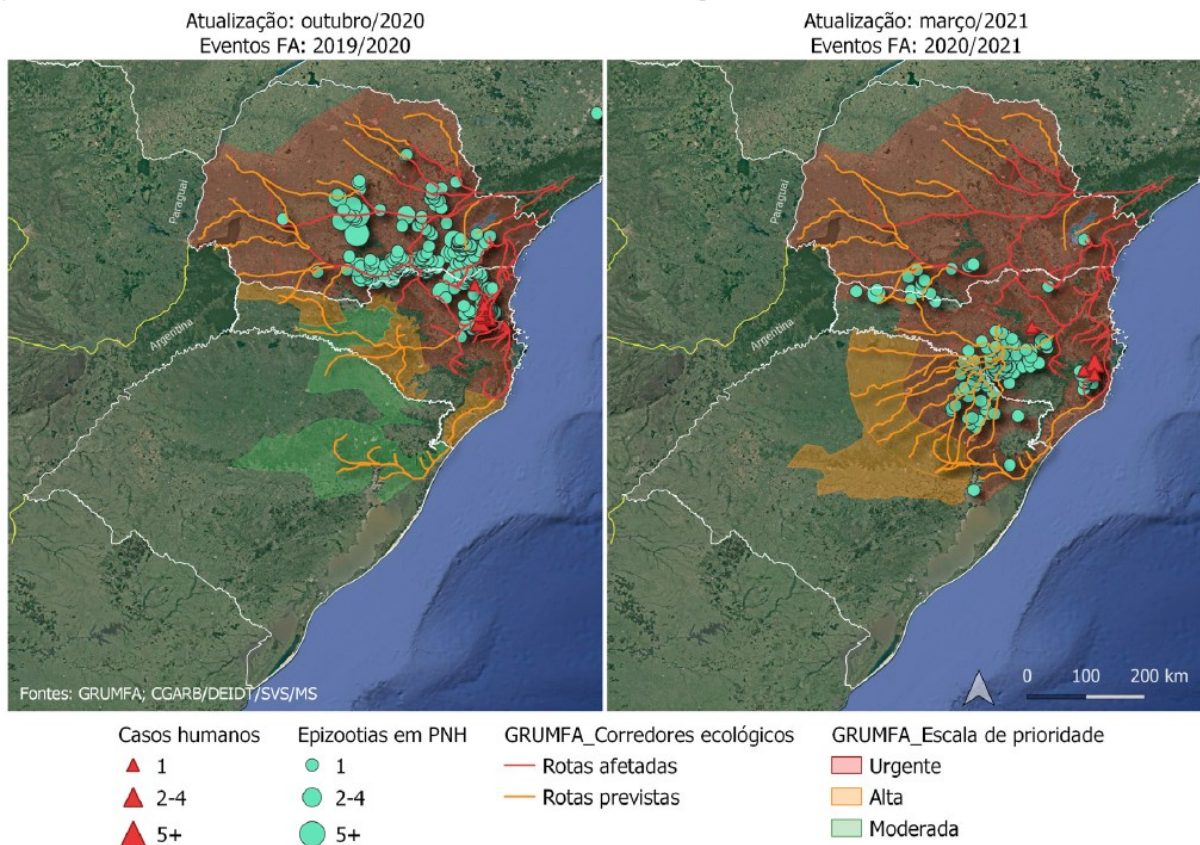 Atualização: outubro/2020
Eventos FA: 2019/2020
Atualização: março/2021
Eventos FA: 2020/2021
Paraguai
Argentina
Fontes: GRUMFA; CGARB/DEIDT/SVS/MS
Paraguai
Argentina
0 100 200 km
Casos humanos
1
2-4
5+
Epizootias em PNH
1
2-4
5+
GRUMFA_Corredores ecológicos
Rotas afetadas
Rotas previstas
GRUMFA_Escala de prioridade
Urgente
Alta
Moderada